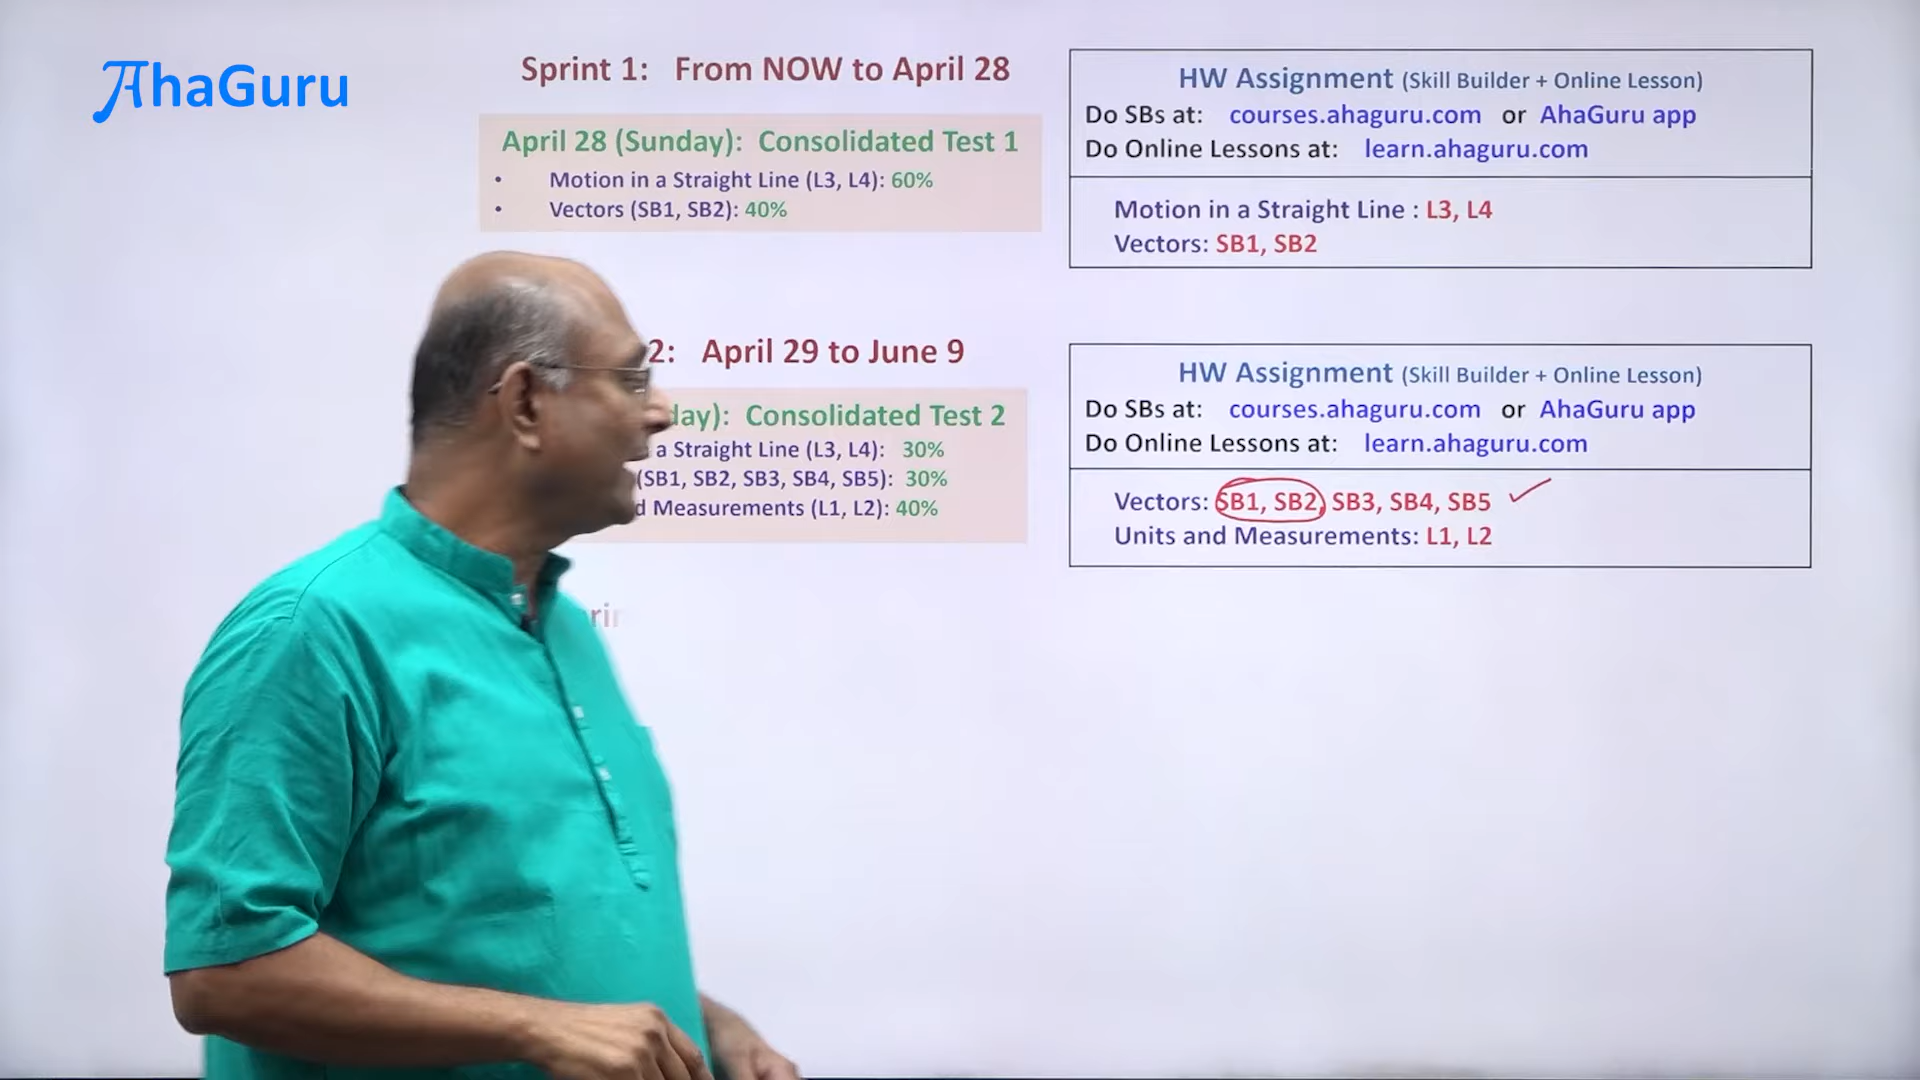 AhaGuru
Sprint 1: From NOW to April 28
April 28 (Sunday): Consolidated Test 1
• Motion in a Straight Line (L3, L4): 60%
• Vectors (SB1, SB2): 40%
HW Assignment (Skill Builder + Online Lesson)
Do SBs at: courses.ahaguru.com or AhaGuru app
Do Online Lessons at: learn.ahaguru.com
Motion in a Straight Line : L3, L4
Vectors: SB1, SB2
2: April 29 to June 9
day): Consolidated Test 2
a Straight Line (L3, L4): 30%
(SB1, SB2, SB3, SB4, SB5): 30%
d Measurements (L1, L2): 40%
HW Assignment (Skill Builder + Online Lesson)
Do SBs at: courses.ahaguru.com or AhaGuru app
Do Online Lessons at: learn.ahaguru.com
Vectors: SB1, SB2, SB3, SB4, SB5
Units and Measurements: L1, L2